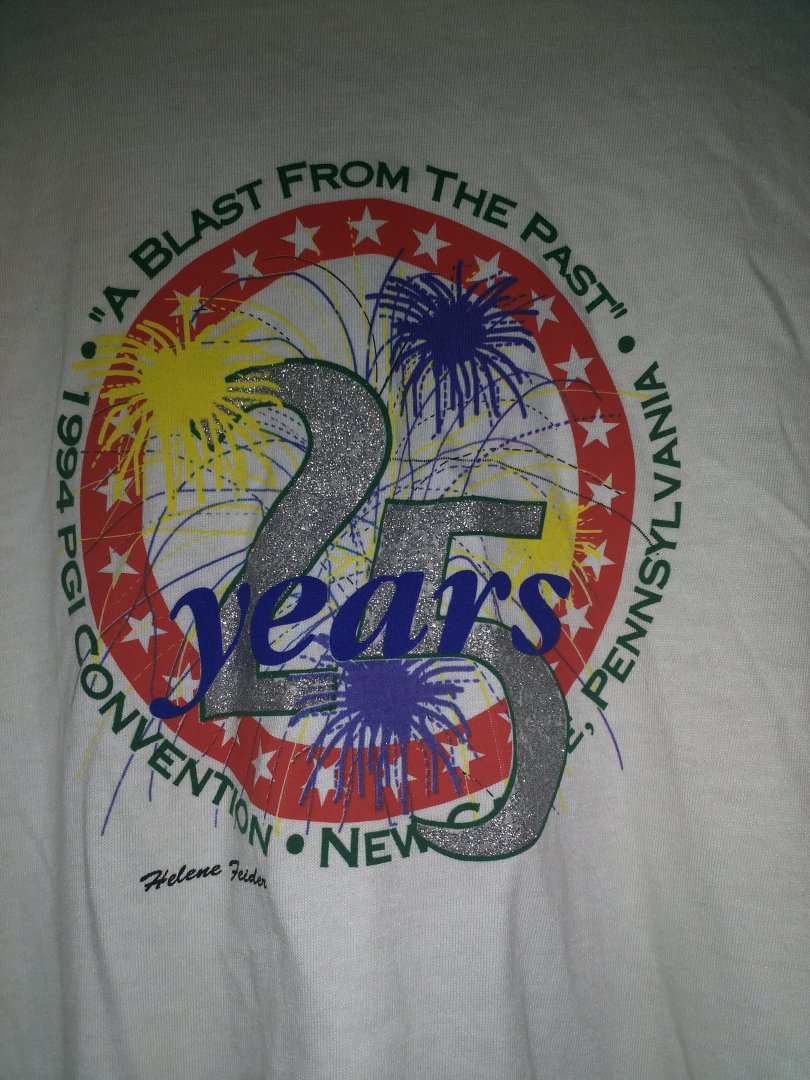 "A BLAST FROM THE PAST"
• 1994 PGI CONVENTION • NEW , PENNSYLVANIA •
25
years
Helene Feider